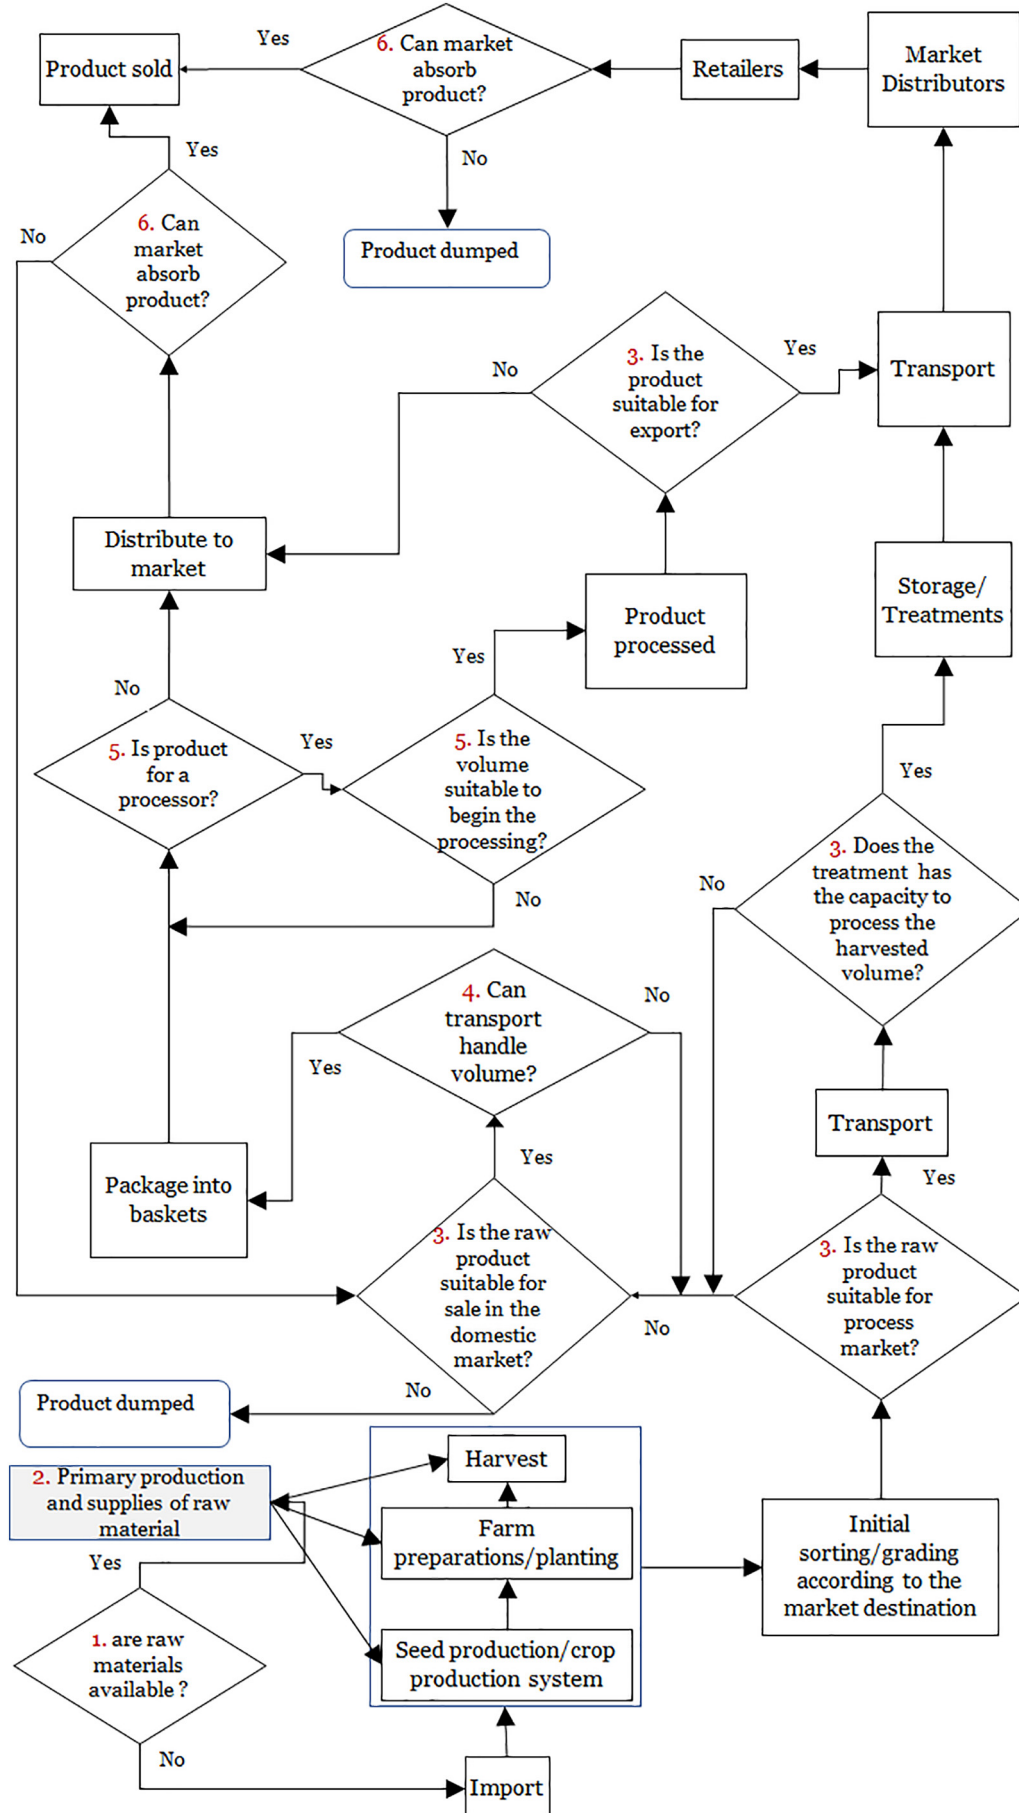 Yes
Product sold
6. Can market
absorb
product?
Retailers
Market
Distributors
No
Yes
Product dumped
No
6. Can
market
absorb
product?
3. Is the
product
suitable for
export?
No
Yes
Transport
Distribute to
market
Product
processed
Storage/
Treatments
No
Yes
5. Is product
for a
processor?
Yes
5. Is the
volume
suitable to
begin the
processing?
No
Yes
3. Does the
treatment has
the capacity to
process the
harvested
volume?
No
4. Can
transport
handle
volume?
No
Yes
Transport
Yes
Package into
baskets
Yes
3. Is the raw
product
suitable for
sale in the
domestic
market?
No
3. Is the raw
product
suitable for
process
market?
No
Product dumped
2. Primary production
and supplies of raw
material
Harvest
Farm
preparations/planting
Seed production/crop
production system
Initial
sorting/grading
according to the
market destination
Yes
1. are raw
materials
available ?
No
Import